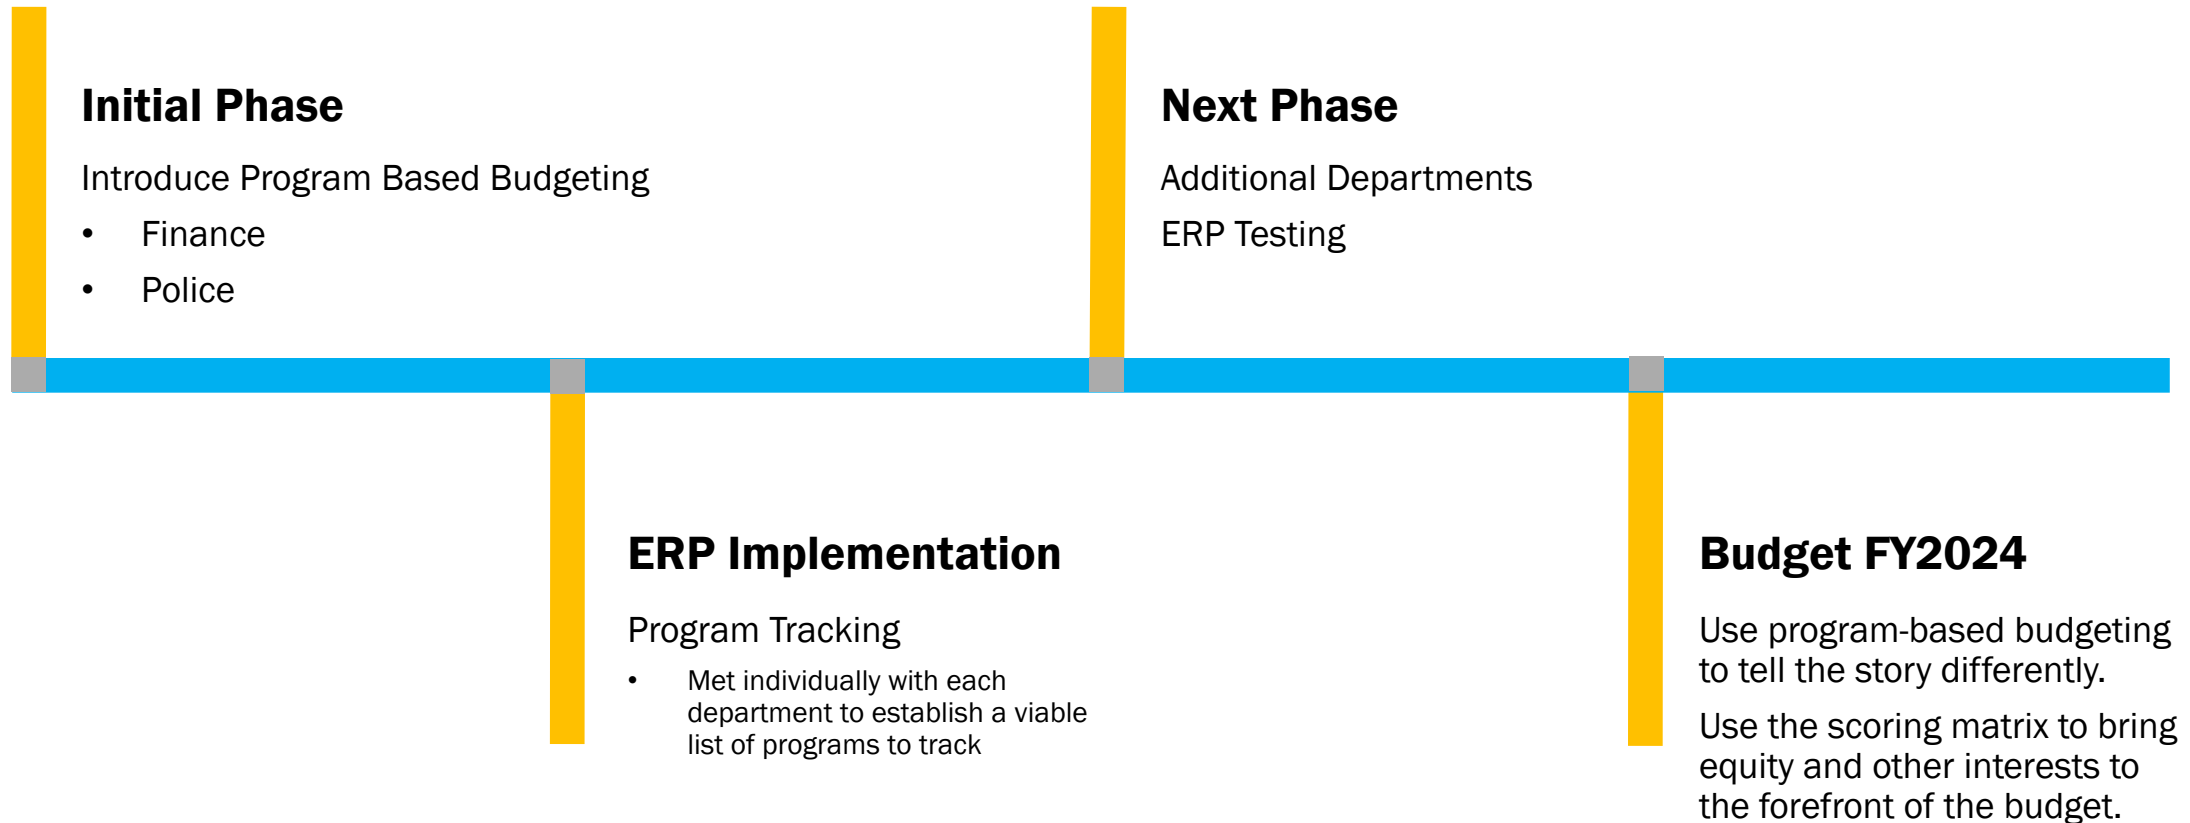 Initial Phase
Introduce Program Based Budgeting
• Finance
• Police
ERP Implementation
Program Tracking
• Met individually with each
department to establish a viable
list of programs to track
Next Phase
Additional Departments
ERP Testing
Budget FY2024
Use program-based budgeting
to tell the story differently.
Use the scoring matrix to bring
equity and other interests to
the forefront of the budget.